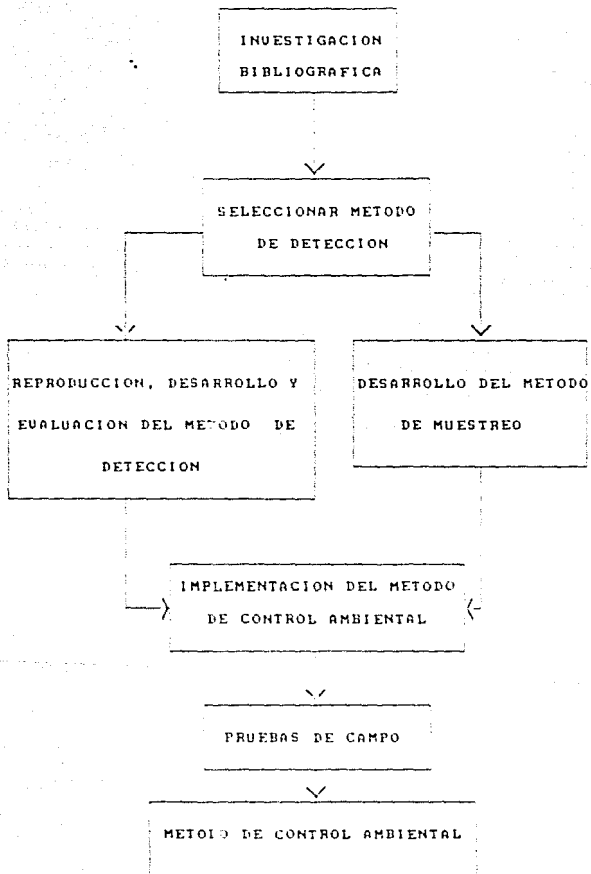 INVESTIGACION
BIBLIOGRAFICA
SELECCIONAR METODO
DE DETECCION
REPRODUCCION, DESARROLLO Y
EVALUACION DEL METODO DE
DETECCION
DESARROLLO DEL METODO
DE MUESTREO
IMPLEMENTACION DEL METODO
DE CONTROL AMBIENTAL
PRUEBAS DE CAMPO
METODO DE CONTROL AMBIENTAL